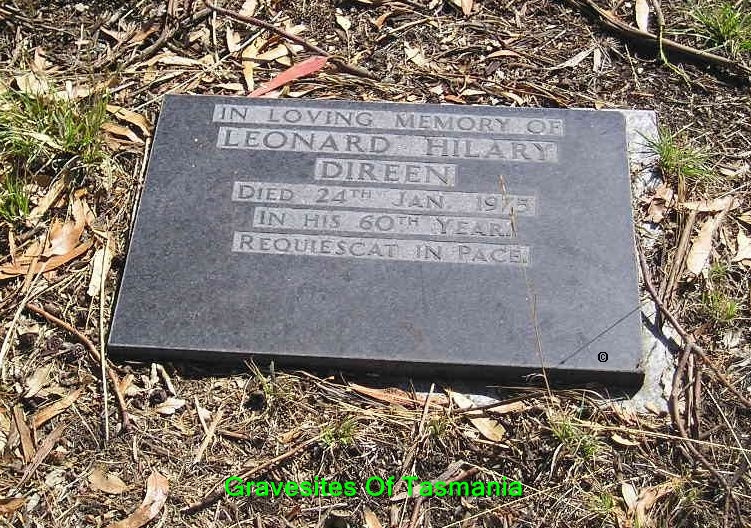 IN LOVING MEMORY OF
LEONARD HILARY
DIREEN
DIED 24TH JAN. 1975
IN HIS 60TH YEAR.
REQUIESCAT IN PACE.
©
Gravesites Of Tasmania